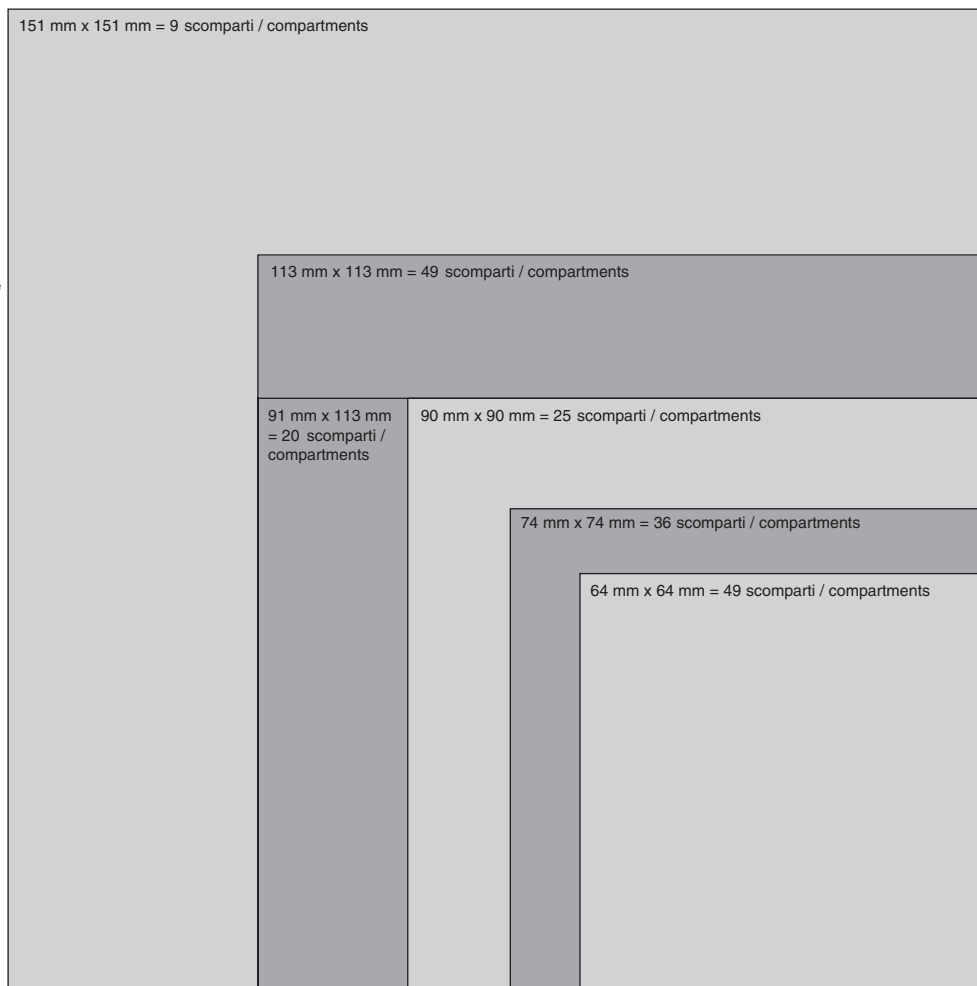 151 mm x 151 mm = 9 scomparti / compartments
113 mm x 113 mm = 49 scomparti / compartments
91 mm x 113 mm
= 20 scomparti /
compartments
90 mm x 90 mm = 25 scomparti / compartments
74 mm x 74 mm = 36 scomparti / compartments
64 mm x 64 mm = 49 scomparti / compartments